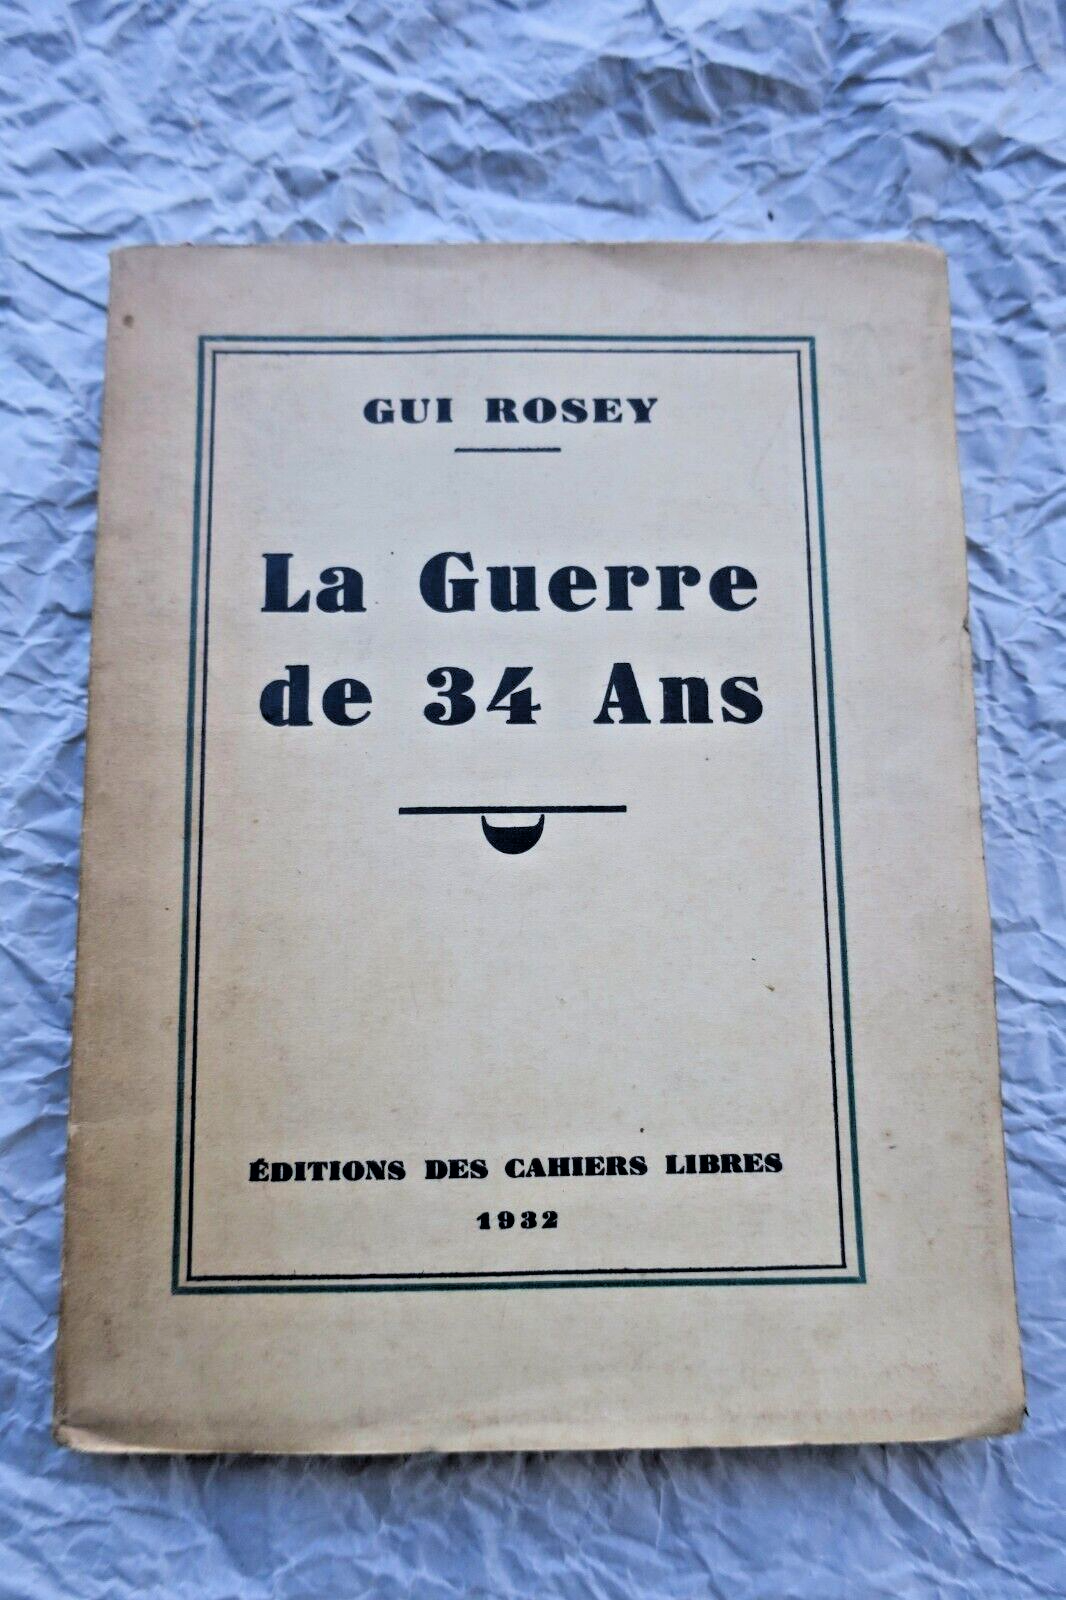 GUI ROSEY
La Guerre
de 34 Ans
ÉDITIONS DES CAHIERS LIBRES
1932